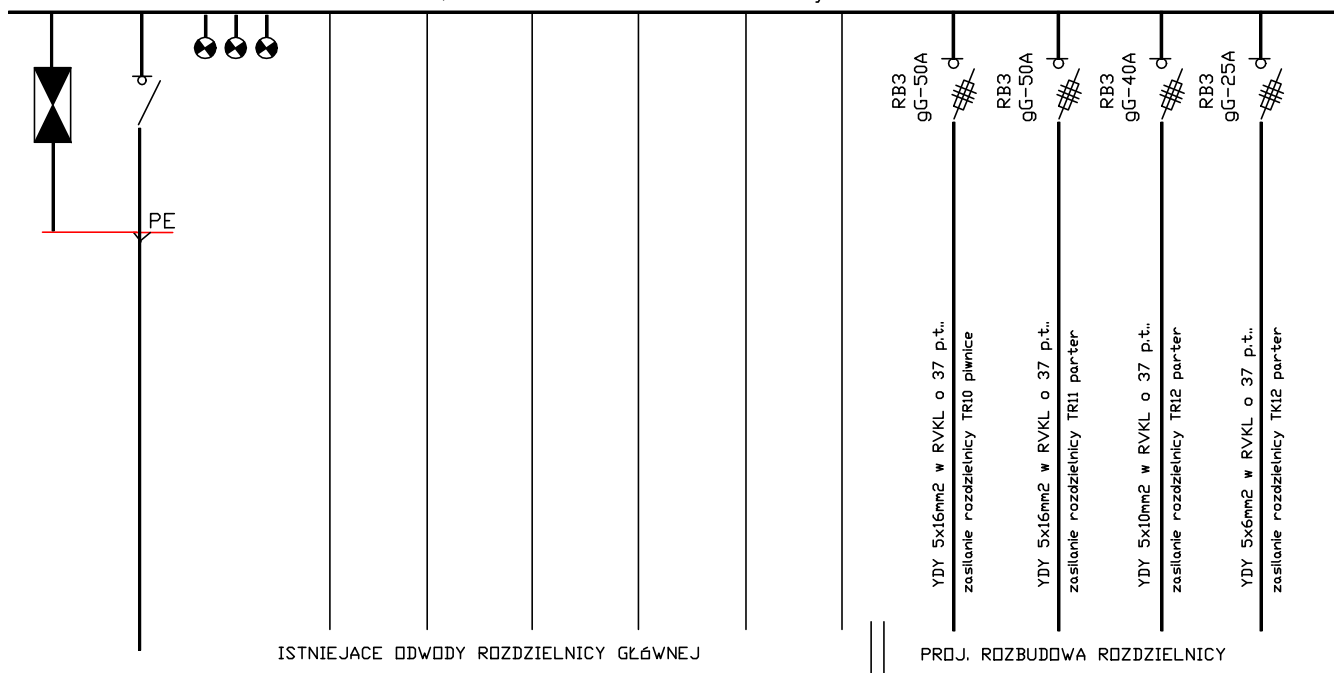 PE
RB3
gG-50A
RB3
gG-50A
RB3
gG-40A
RB3
gG-25A
YDY 5x16mm2 w RVKL o 37 p.t..
zasilanie rozdzielnicy TR10 piwnice
YDY 5x16mm2 w RVKL o 37 p.t..
zasilanie rozdzielnicy TR11 parter
YDY 5x10mm2 w RVKL o 37 p.t..
zasilanie rozdzielnicy TR12 parter
YDY 5x6mm2 w RVKL o 37 p.t..
zasilanie rozdzielnicy TK12 parter
ISTNIEJACE ODWODY ROZDZIELNICY GŁóWNEJ
PROJ. ROZBUDOWA ROZDZIELNICY